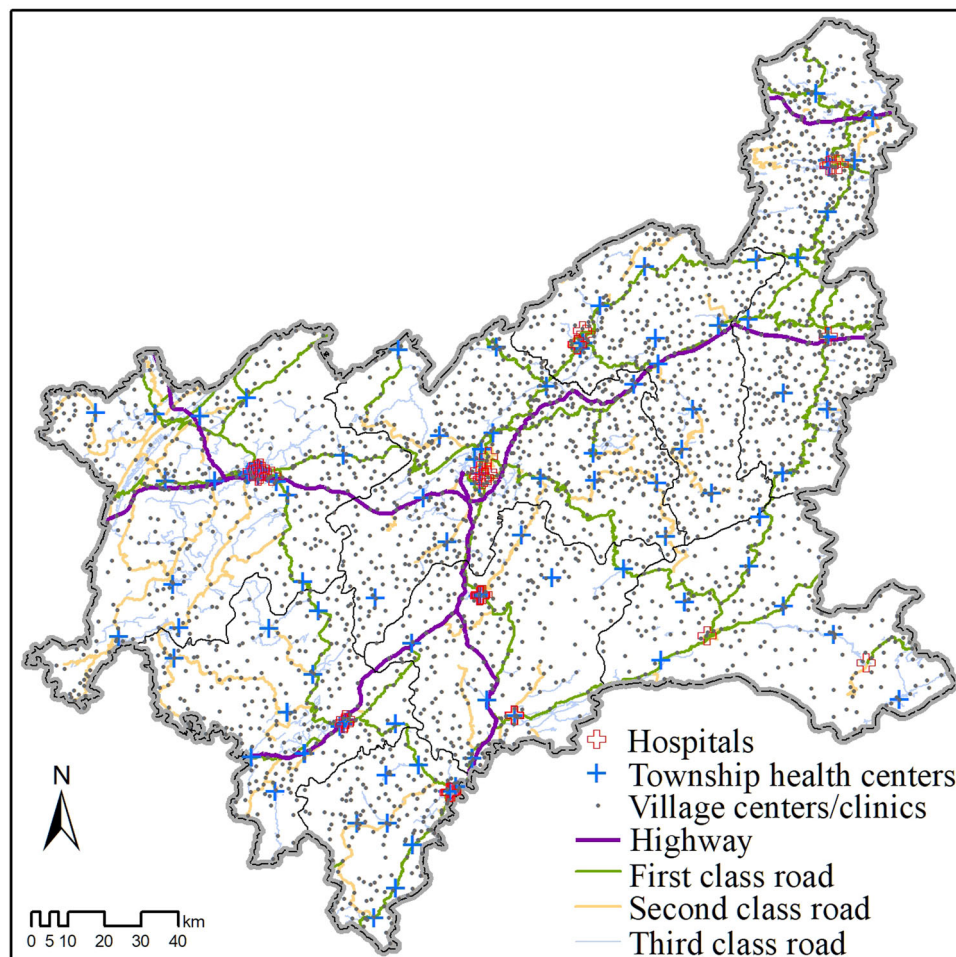 Hospitals
Township health centers
Village centers/clinics
Highway
First class road
Second class road
Third class road
N
km
0 5 10 20 30 40